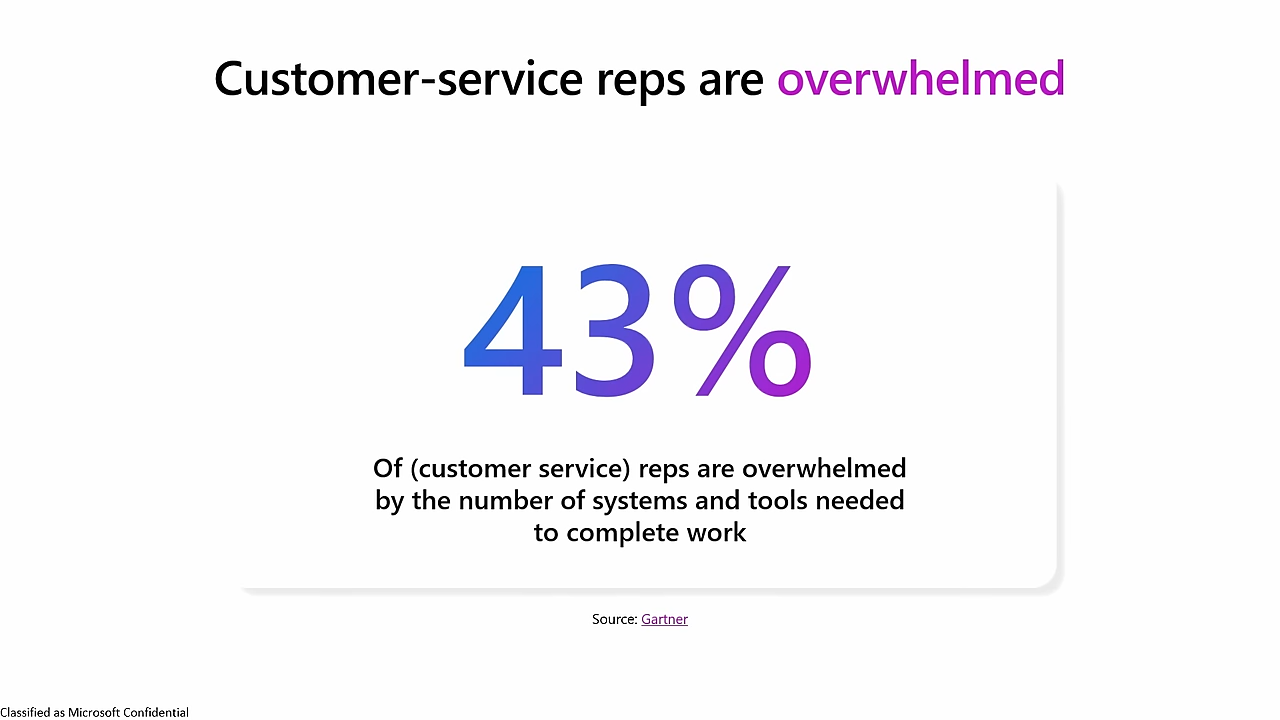 Customer-service reps are overwhelmed
43%
Of (customer service) reps are overwhelmed
by the number of systems and tools needed
to complete work
Source: Gartner
Classified as Microsoft Confidential